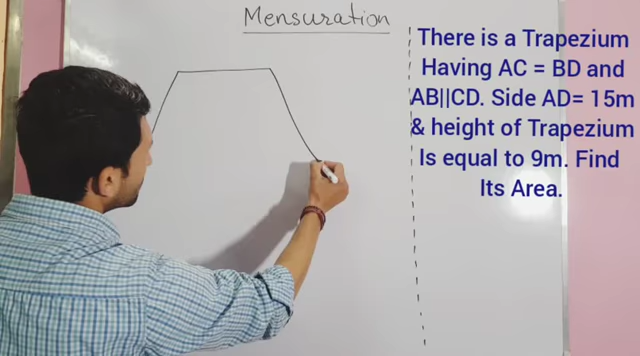 Mensuration
There is a Trapezium
Having AC = BD and
AB||CD. Side AD= 15m
& height of Trapezium
Is equal to 9m. Find
Its Area.